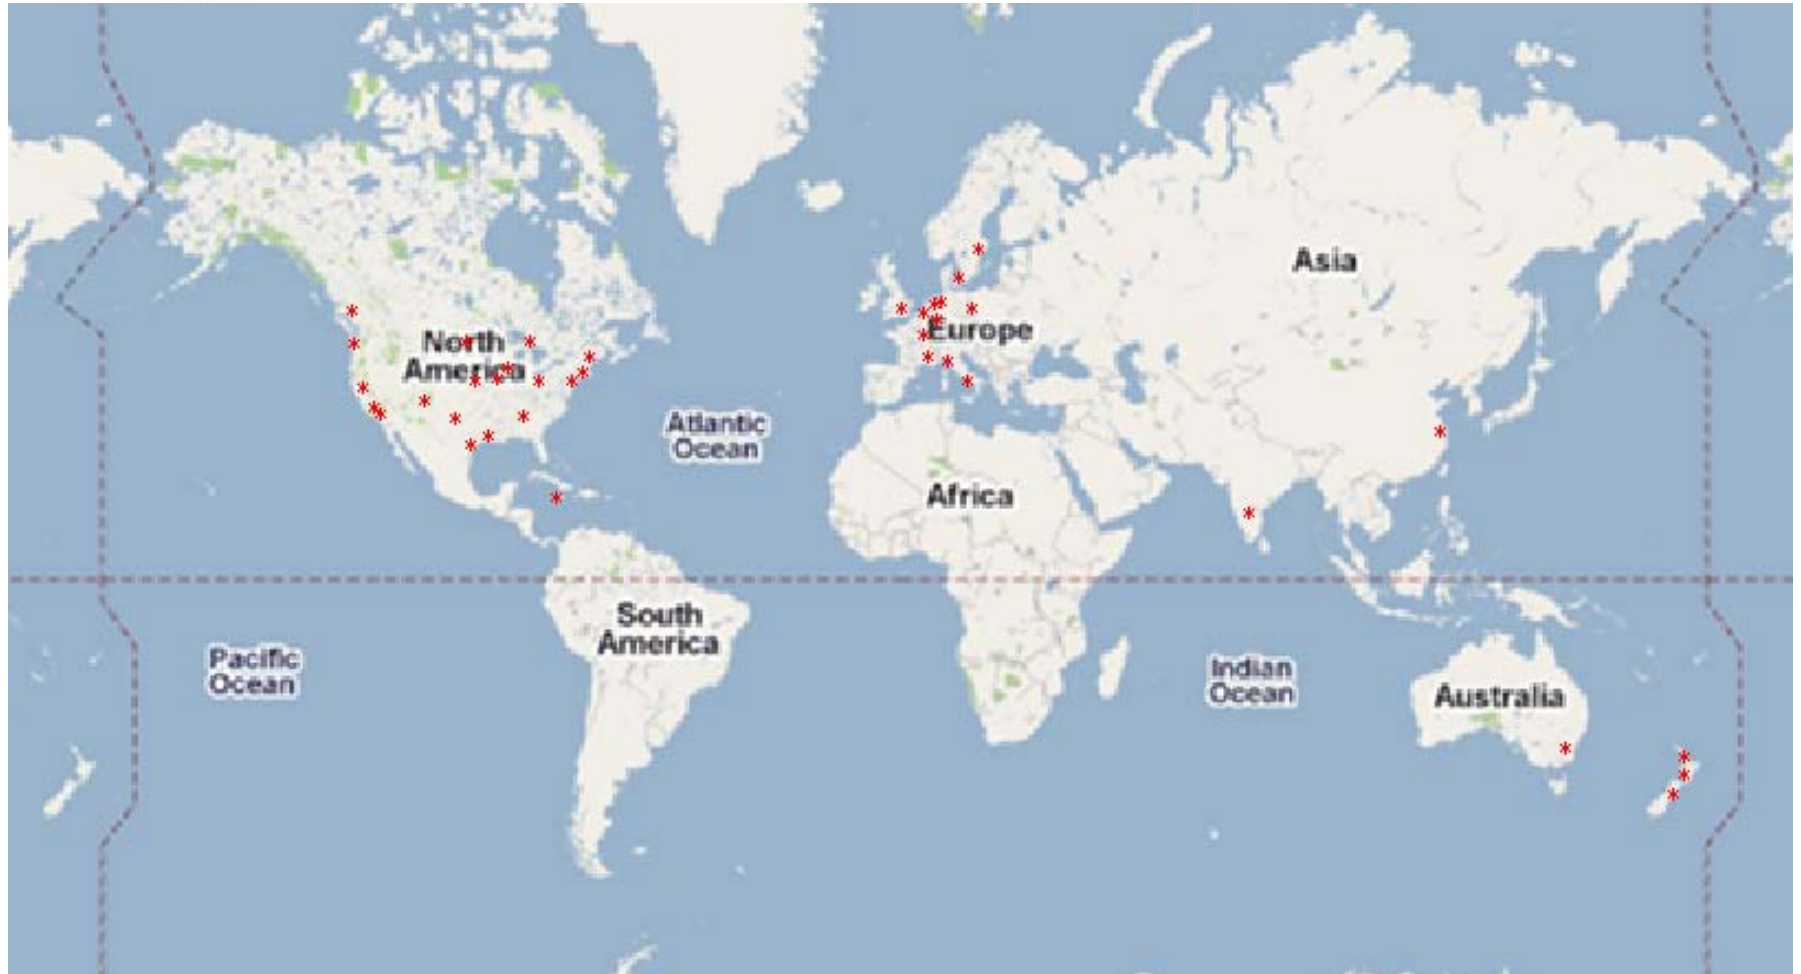 Asia
North
America
Europe
Atlantic
Ocean
Africa
South
America
Pacific
Ocean
Indian
Ocean
Australia